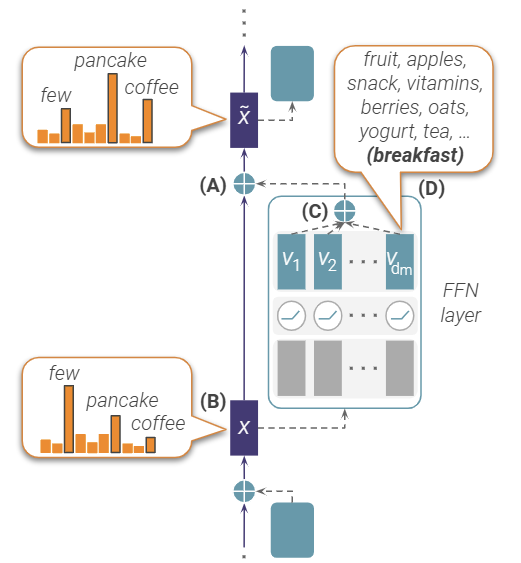 pancake
few
coffee
x̃
fruit, apples,
snack, vitamins,
berries, oats,
yogurt, tea, ...
(breakfast)
(A)
(D)
(C)
v1 v2 ... vdm
FFN
layer
...
few
pancake
coffee
(B)
x